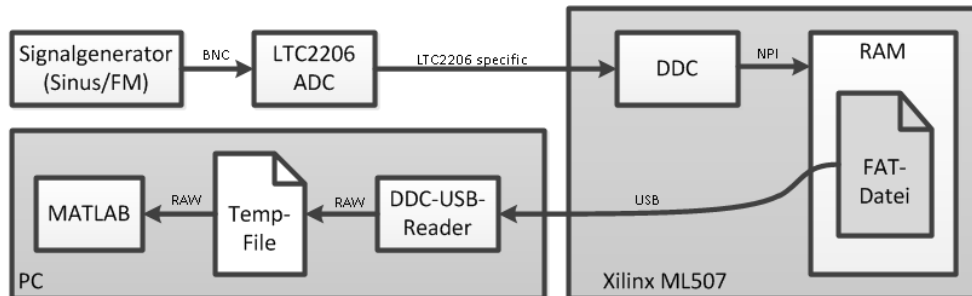 Signalgenerator
(Sinus/FM)
BNC
LTC2206
ADC
LTC2206 specific
DDC
NPI
RAM
FAT-
Datei
USB
DDC-USB-
Reader
RAW
Temp-
File
RAW
MATLAB
PC
Xilinx ML507